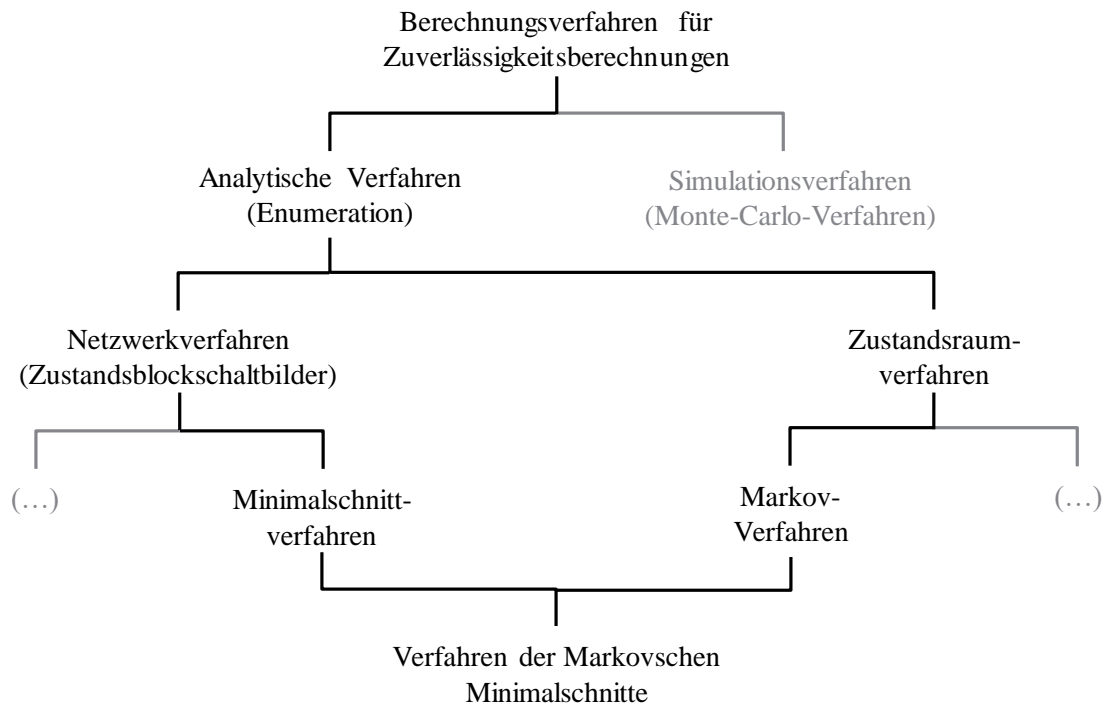 Berechnungsverfahren für
Zuverlässigkeitsberechnungen
Analytische Verfahren
(Enumeration)
Simulationsverfahren
(Monte-Carlo-Verfahren)
Netzwerkverfahren
(Zustandsblockschaltbilder)
Zustandsraum-
verfahren
(…)
Minimalschnitt-
verfahren
Markov-
Verfahren
(…)
Verfahren der Markovschen
Minimalschnitte